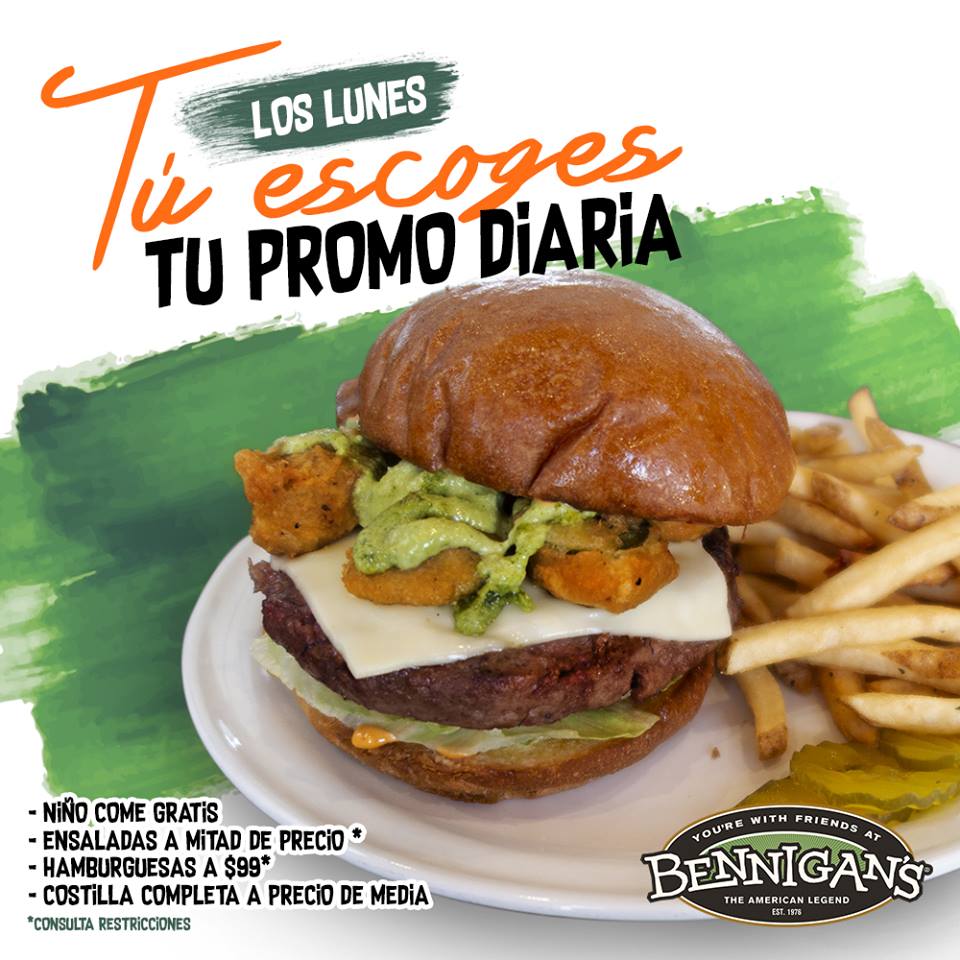 LOS LUNES
Tú escoges
TU PROMO DiARiA
- NiÑO COME GRATiS
- ENSALADAS A MiTAD DE PRECiO *
- HAMBURGUESAS A $99*
- COSTiLLA COMPLETA A PRECiO DE MEDiA
*CONSULTA RESTRICCIONES
YOU'RE WITH FRIENDS AT
BENNIGAN'S
THE AMERICAN LEGEND
EST. 1976